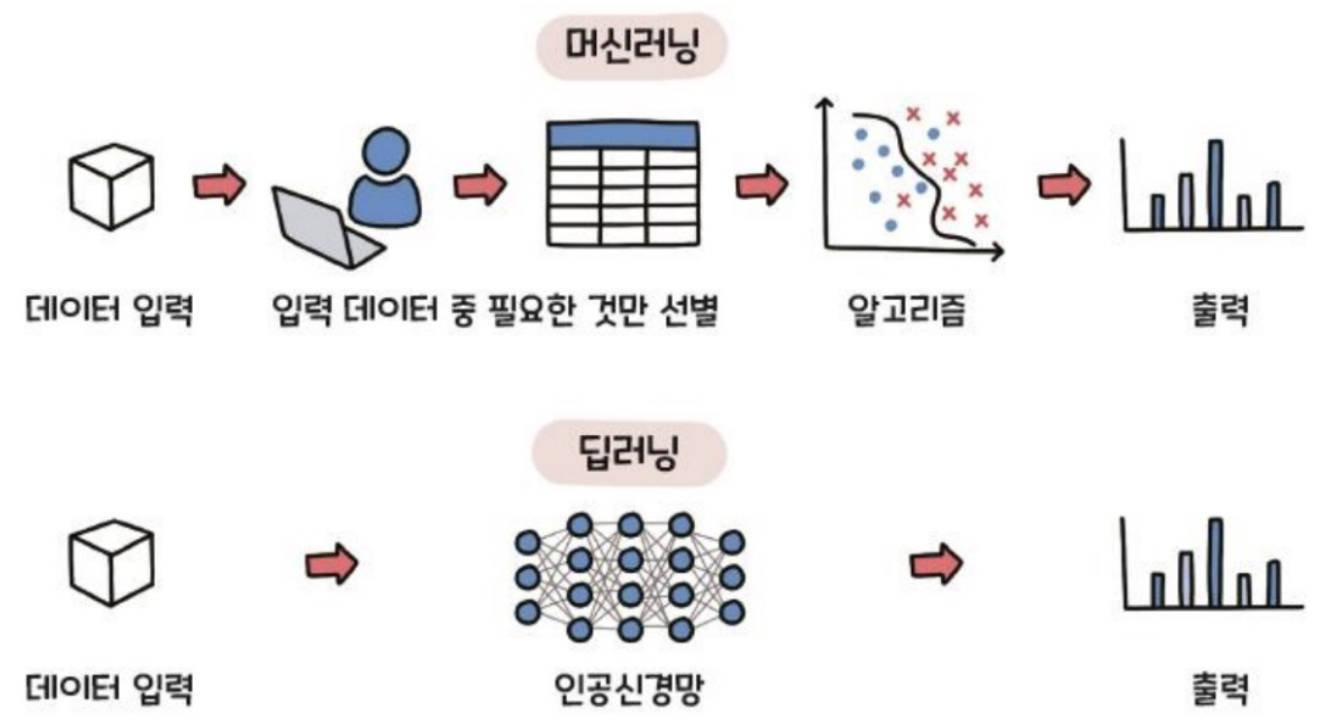 머신러닝
데이터 입력
입력 데이터 중 필요한 것만 선별
알고리즘
출력
딥러닝
데이터 입력
인공신경망
출력